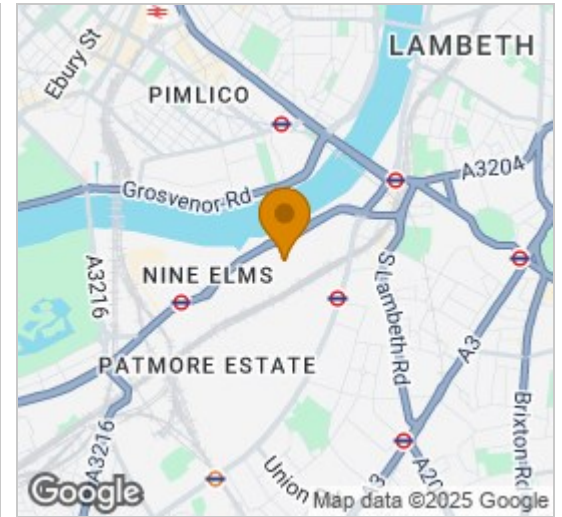 LAMBETH
Ebury St
PIMLICO
A3204
Grosvenor Rd
A3216
NINE ELMS
S Lambeth Rd
A3
PATMORE ESTATE
Brixton Rd
A3216
Union
A3
A20
Google
Map data ©2025 Google